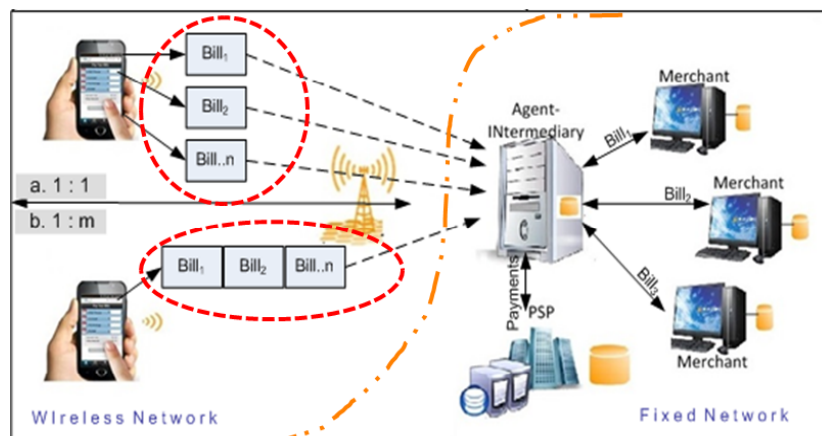 Bill1
Bill2
Bill..n
a. 1 : 1
b. 1 : m
Bill1
Bill2
Bill..n
WIreless Network
Agent-
INtermediary
Payments
PSP
Bill1
Bill2
Bill3
Merchant
Merchant
Merchant
Fixed Network